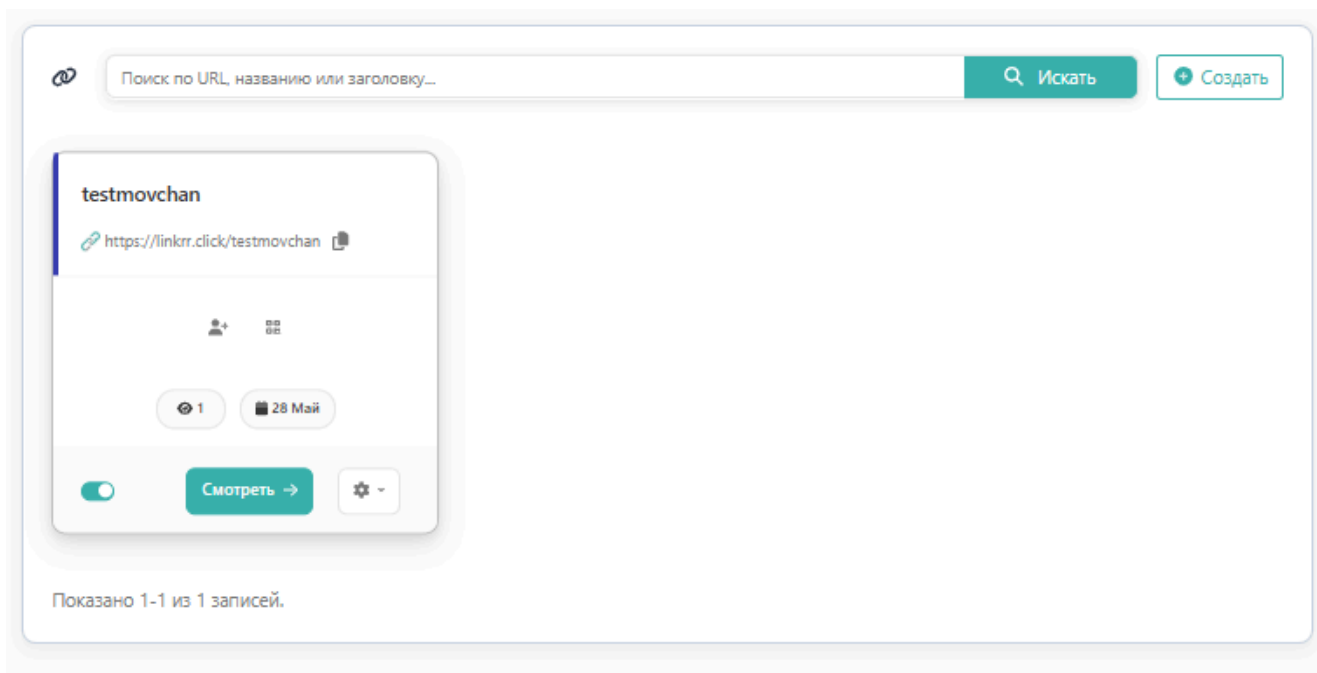 Поиск по URL, названию или заголовку...
Искать
Создать
testmovchan
https://linkrr.click/testmovchan
1
28 Май
Смотреть →
Показано 1-1 из 1 записей.